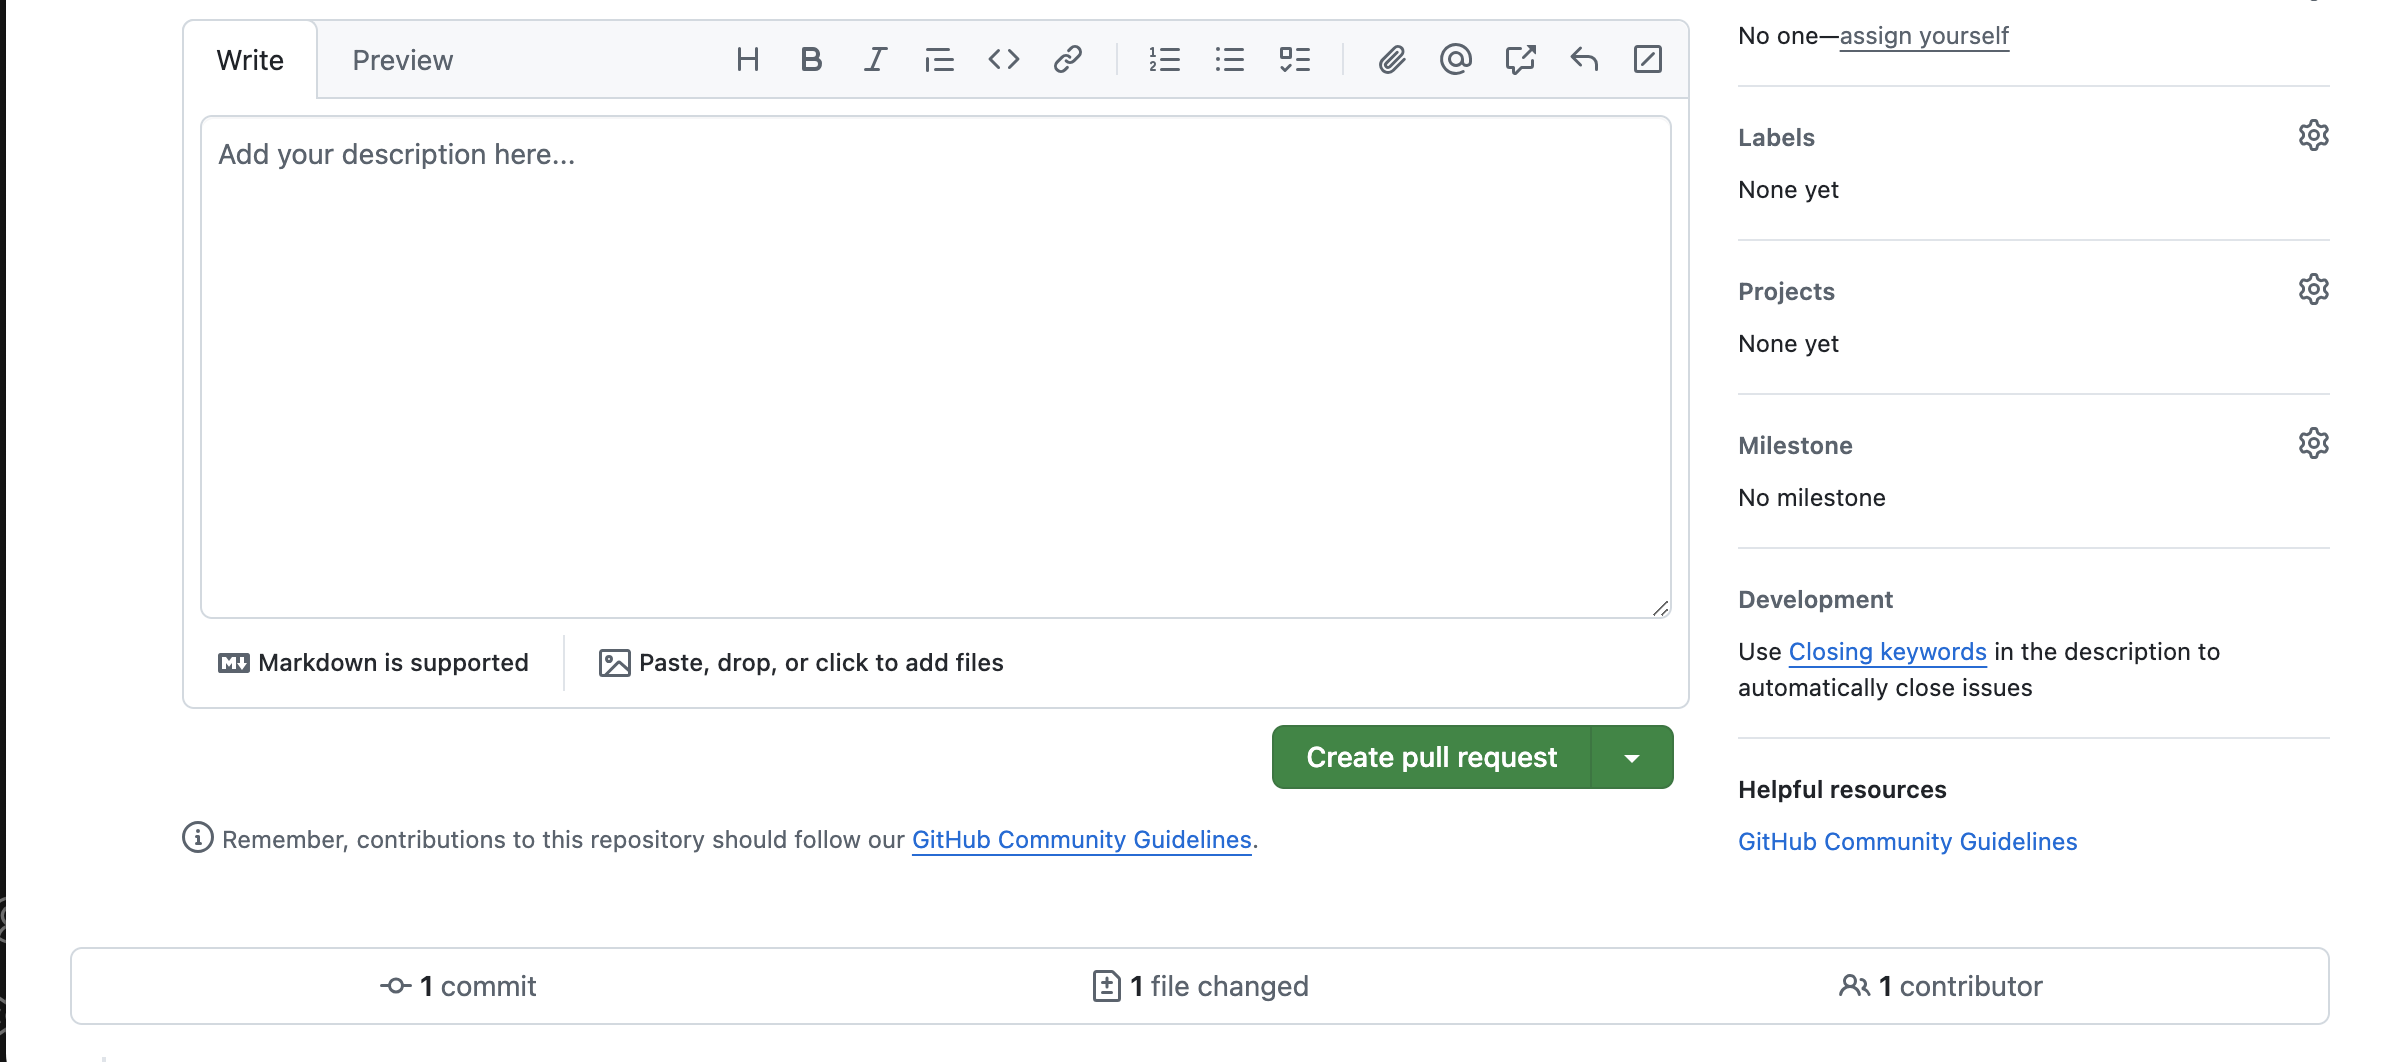 Write
Preview
H B I
Add your description here...
Markdown is supported
Paste, drop, or click to add files
Create pull request
Remember, contributions to this repository should follow our GitHub Community Guidelines.
No one—assign yourself
Labels
None yet
Projects
None yet
Milestone
No milestone
Development
Use Closing keywords in the description to
automatically close issues
Helpful resources
GitHub Community Guidelines
1 commit
1 file changed
1 contributor